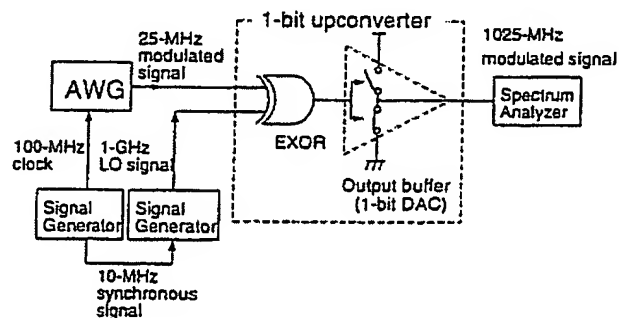 1-bit upconverter
25-MHz
modulated
signal
1025-MHz
modulated signal
AWG
EXOR
Spectrum
Analyzer
100-MHz
clock
1-GHz
LO signal
Output buffer
(1-bit DAC)
Signal
Generator
Signal
Generator
10-MHz
synchronous
signal